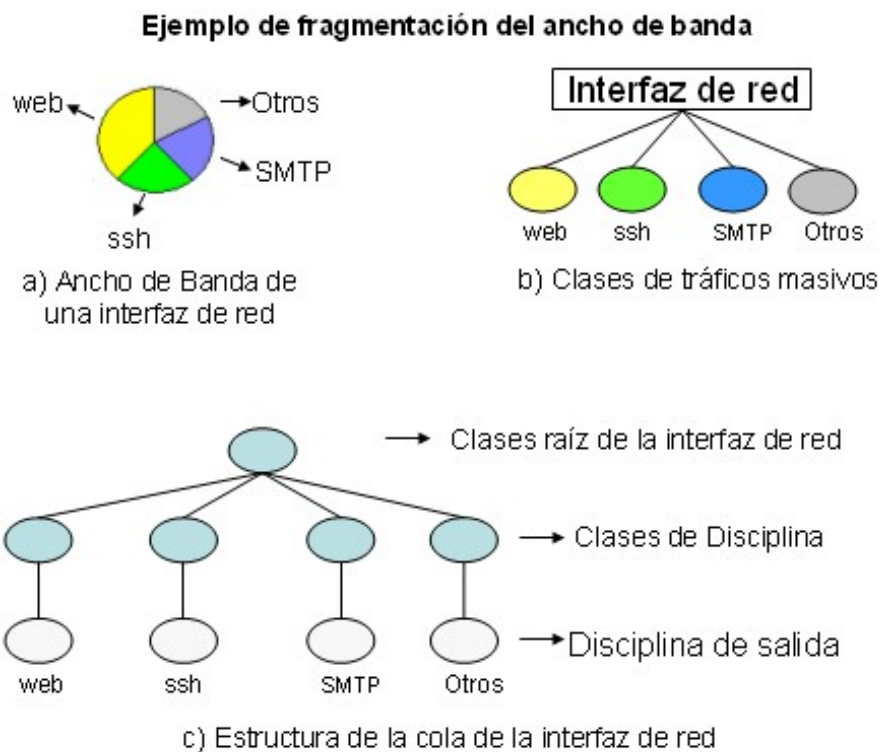 Ejemplo de fragmentación del ancho de banda
web
Otros
SMTP
ssh
a) Ancho de Banda de
una interfaz de red
Interfaz de red
web
ssh
SMTP
Otros
b) Clases de tráficos masivos
Clases raíz de la interfaz de red
Clases de Disciplina
Disciplina de salida
web
ssh
SMTP
Otros
c) Estructura de la cola de la interfaz de red